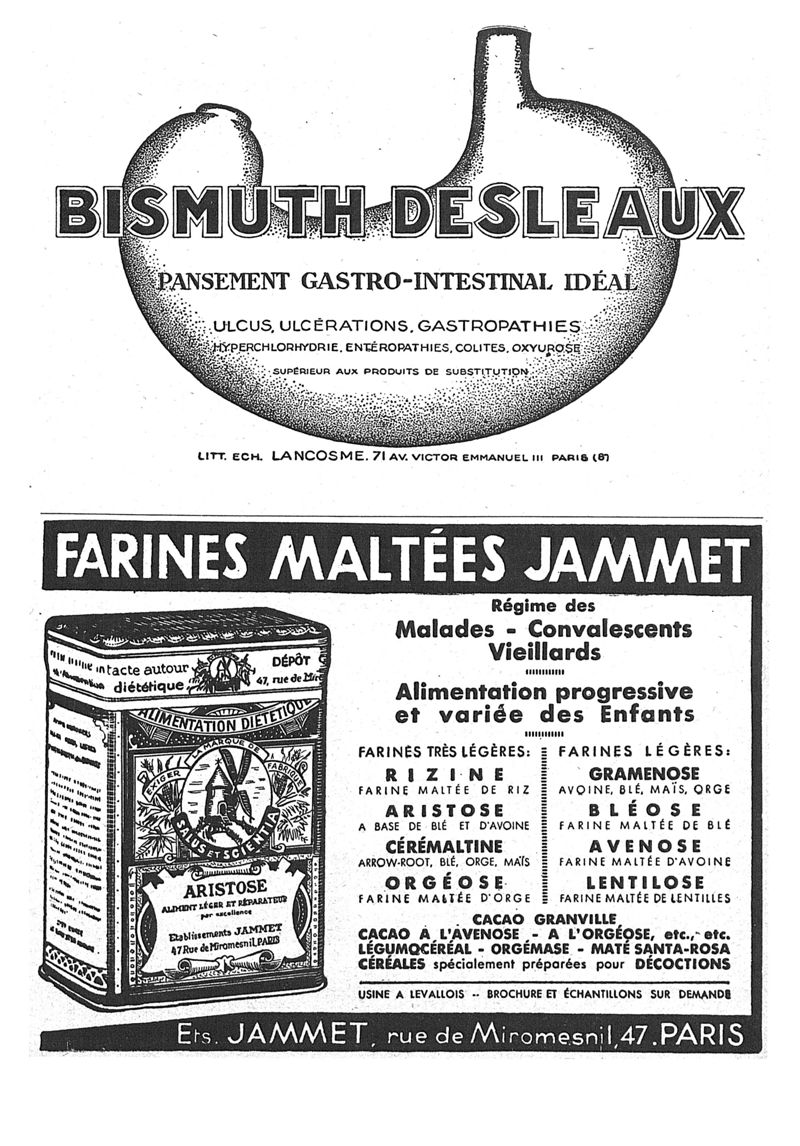 BISMUTH DESLEAUX
PANSEMENT GASTRO-INTESTINAL IDÉAL
ULCUS, ULCÉRATIONS, GASTROPATHIES
HYPERCHLORHYDRIE, ENTÉROPATHIES, COLITES, OXYUROSE
SUPÉRIEUR AUX PRODUITS DE SUBSTITUTION
LITT. ECH. LANCOSME. 71 AV. VICTOR EMMANUEL III PARIS (8)
FARINES MALTÉES JAMMET
Régime des
Malades - Convalescents
Vieillards
Alimentation progressive
et variée des Enfants
FARINES TRÈS LÉGÈRES:
RIZINE
FARINE MALTÉE DE RIZ
ARISTOSE
A BASE DE BLÉ ET D'AVOINE
CÉRÉMALTINE
ARROW-ROOT, BLÉ, ORGE, MAÏS
ORGÉOSE
FARINE MALTÉE D'ORGE
FARINES LÉGÈRES:
GRAMENOSE
AVOINE, BLÉ, MAÏS, ORGE
BLÉOSE
FARINE MALTÉE DE BLÉ
AVENOSE
FARINE MALTÉE D'AVOINE
LENTILOSE
FARINE MALTÉE DE LENTILLES
CACAO GRANVILLE
CACAO A L'AVENOSE - A L'ORGÉOSE, etc., etc.
LÉGUMOCÉRÉAL - ORGÉMASE - MATÉ SANTA-ROSA
CÉRÉALES spécialement préparées pour DÉCOCTIONS
USINE A LEVALLOIS -- BROCHURE ET ÉCHANTILLONS SUR DEMANDE
intacte autour
diététique
DÉPÔT
47, rue de Miro
ALIMENTATION DIÉTÉTIQUE
EXIGER LA MARQUE DE FABRIQUE
SALUS ET SCIENTIA
ARISTOSE
ALIMENT LÉGER ET RÉPARATEUR
par excellence
Etablissements JAMMET
47 Rue de Miromesnil. PARIS
Ets. JAMMET, rue de Miromesnil, 47. PARIS